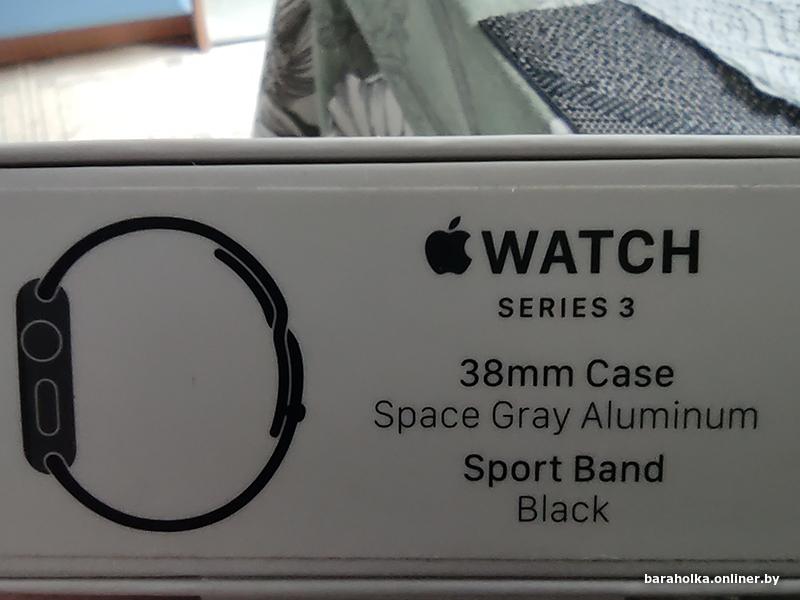 WATCH
SERIES 3
38mm Case
Space Gray Aluminum
Sport Band
Black
baraholka.onliner.by